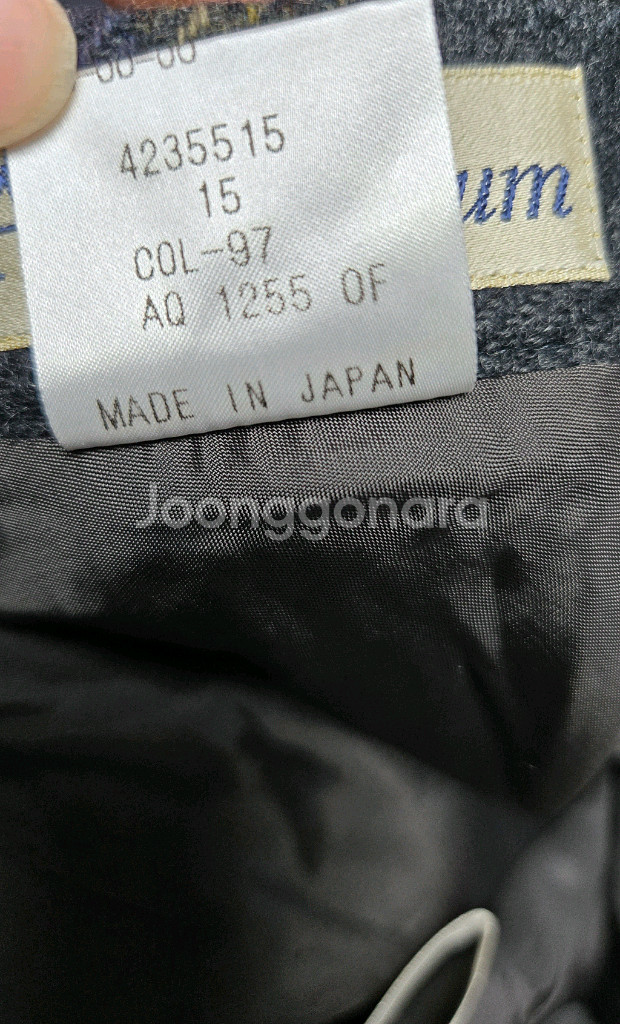 um
4235515
15
COL-97
AQ 1255 OF
MADE IN JAPAN
Joonggonara